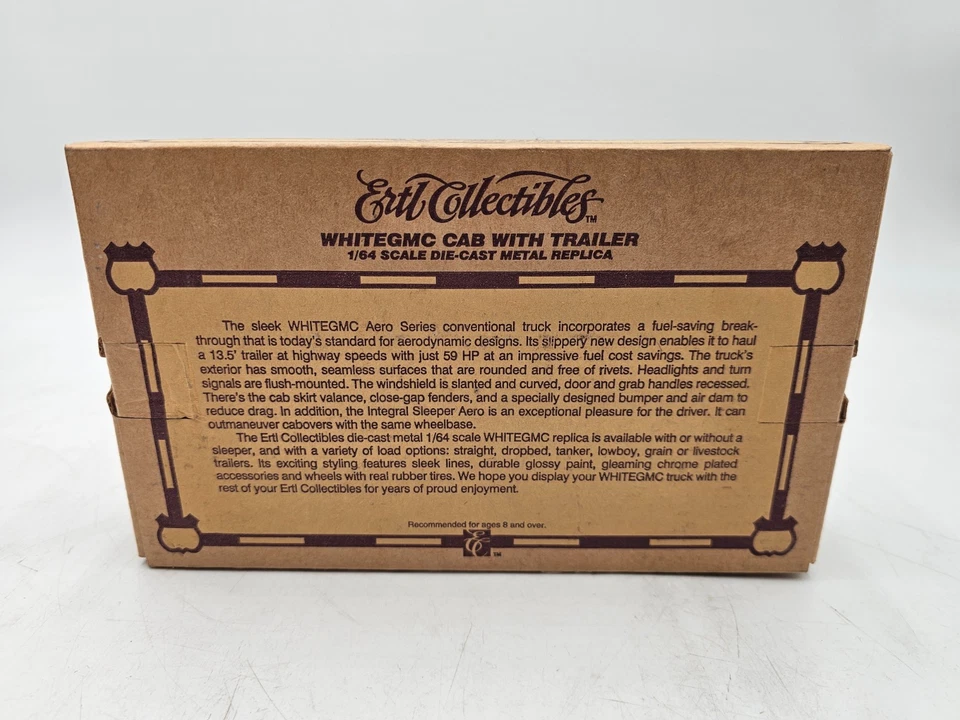 Ertl Collectibles™
WHITEGMC CAB WITH TRAILER
1/64 SCALE DIE-CAST METAL REPLICA
The sleek WHITEGMC Aero Series conventional truck incorporates a fuel-saving break-
through that is today's standard for aerodynamic designs. Its slippery new design enables it to haul
a 13.5' trailer at highway speeds with just 59 HP at an impressive fuel cost savings. The truck's
exterior has smooth, seamless surfaces that are rounded and free of rivets. Headlights and turn
signals are flush-mounted. The windshield is slanted and curved, door and grab handles recessed.
There's the cab skirt valance, close-gap fenders, and a specially designed bumper and air dam to
reduce drag. In addition, the Integral Sleeper Aero is an exceptional pleasure for the driver. It can
outmaneuver cabovers with the same wheelbase.
The Ertl Collectibles die-cast metal 1/64 scale WHITEGMC replica is available with or without a
sleeper, and with a variety of load options: straight, dropbed, tanker, lowboy, grain or livestock
trailers. Its exciting styling features sleek lines, durable glossy paint, gleaming chrome plated
accessories and wheels with real rubber tires. We hope you display your WHITEGMC truck with the
rest of your Ertl Collectibles for years of proud enjoyment.
Recommended for ages 8 and over.
E™